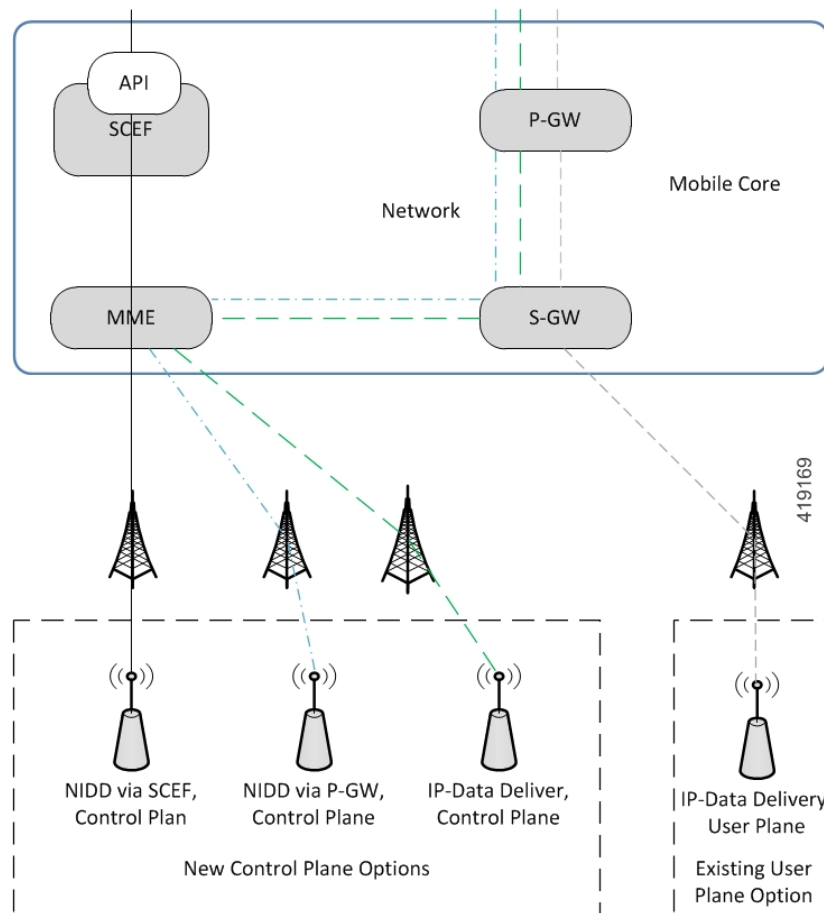 API
SCEF
P-GW
Mobile Core
Network
MME
S-GW
419169
NIDD via SCEF,
Control Plan
NIDD via P-GW,
Control Plane
IP-Data Deliver,
Control Plane
IP-Data Delivery
User Plane
New Control Plane Options
Existing User
Plane Option